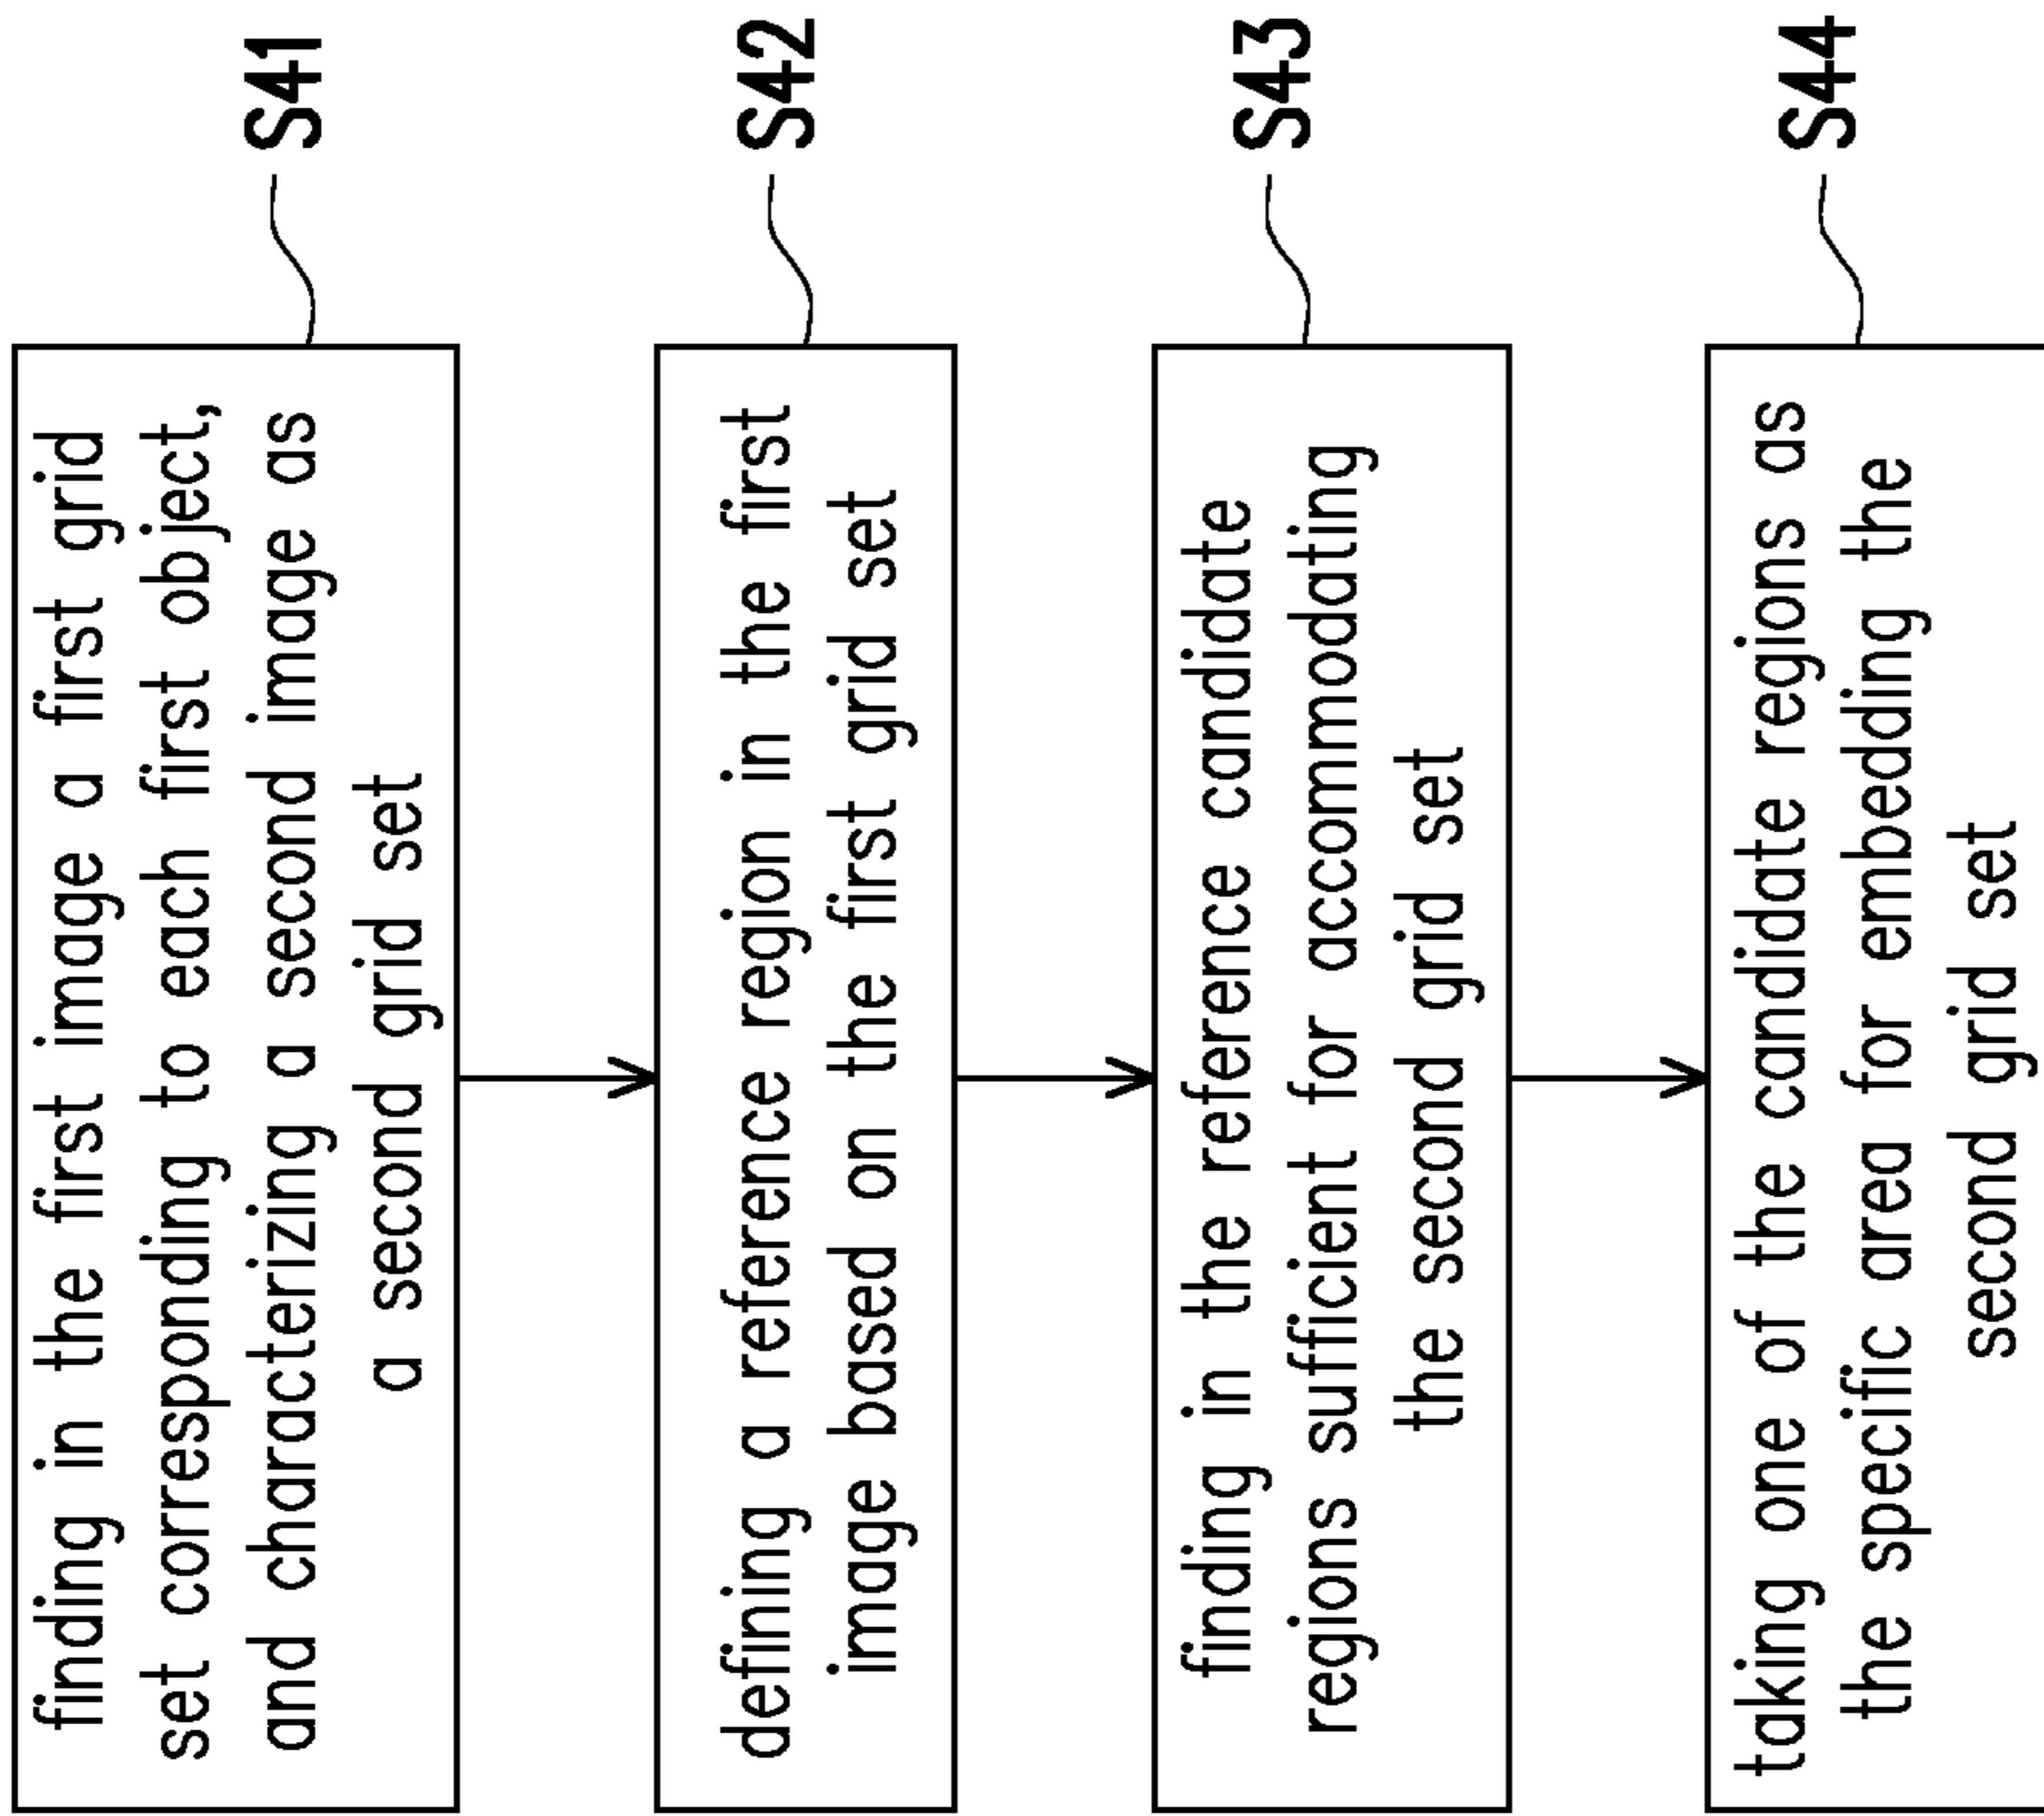 finding in the first image a first grid
set corresponding to each first object,
and characterizing a second image as
a second grid set
S41
defining a reference region in the first
image based on the first grid set
S42
finding in the reference candidate
regions sufficient for accommodating
the second grid set
S43
taking one of the candidate regions as
the specific area for embedding the
second grid set
S44